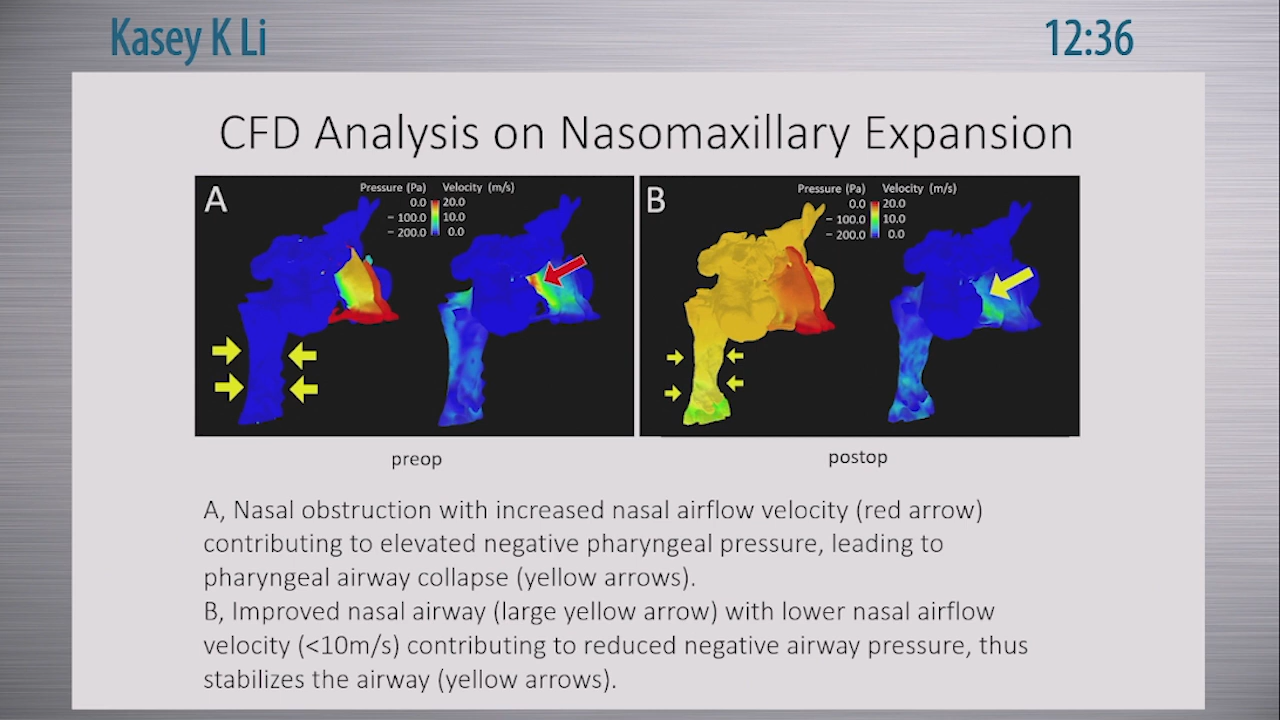 Kasey K Li
12:36
CFD Analysis on Nasomaxillary Expansion
A
Pressure (Pa) Velocity (m/s)
0.0 20.0
– 100.0 10.0
– 200.0 0.0
B
Pressure (Pa) Velocity (m/s)
0.0 20.0
– 100.0 10.0
– 200.0 0.0
preop
postop
A, Nasal obstruction with increased nasal airflow velocity (red arrow)
contributing to elevated negative pharyngeal pressure, leading to
pharyngeal airway collapse (yellow arrows).
B, Improved nasal airway (large yellow arrow) with lower nasal airflow
velocity (<10m/s) contributing to reduced negative airway pressure, thus
stabilizes the airway (yellow arrows).